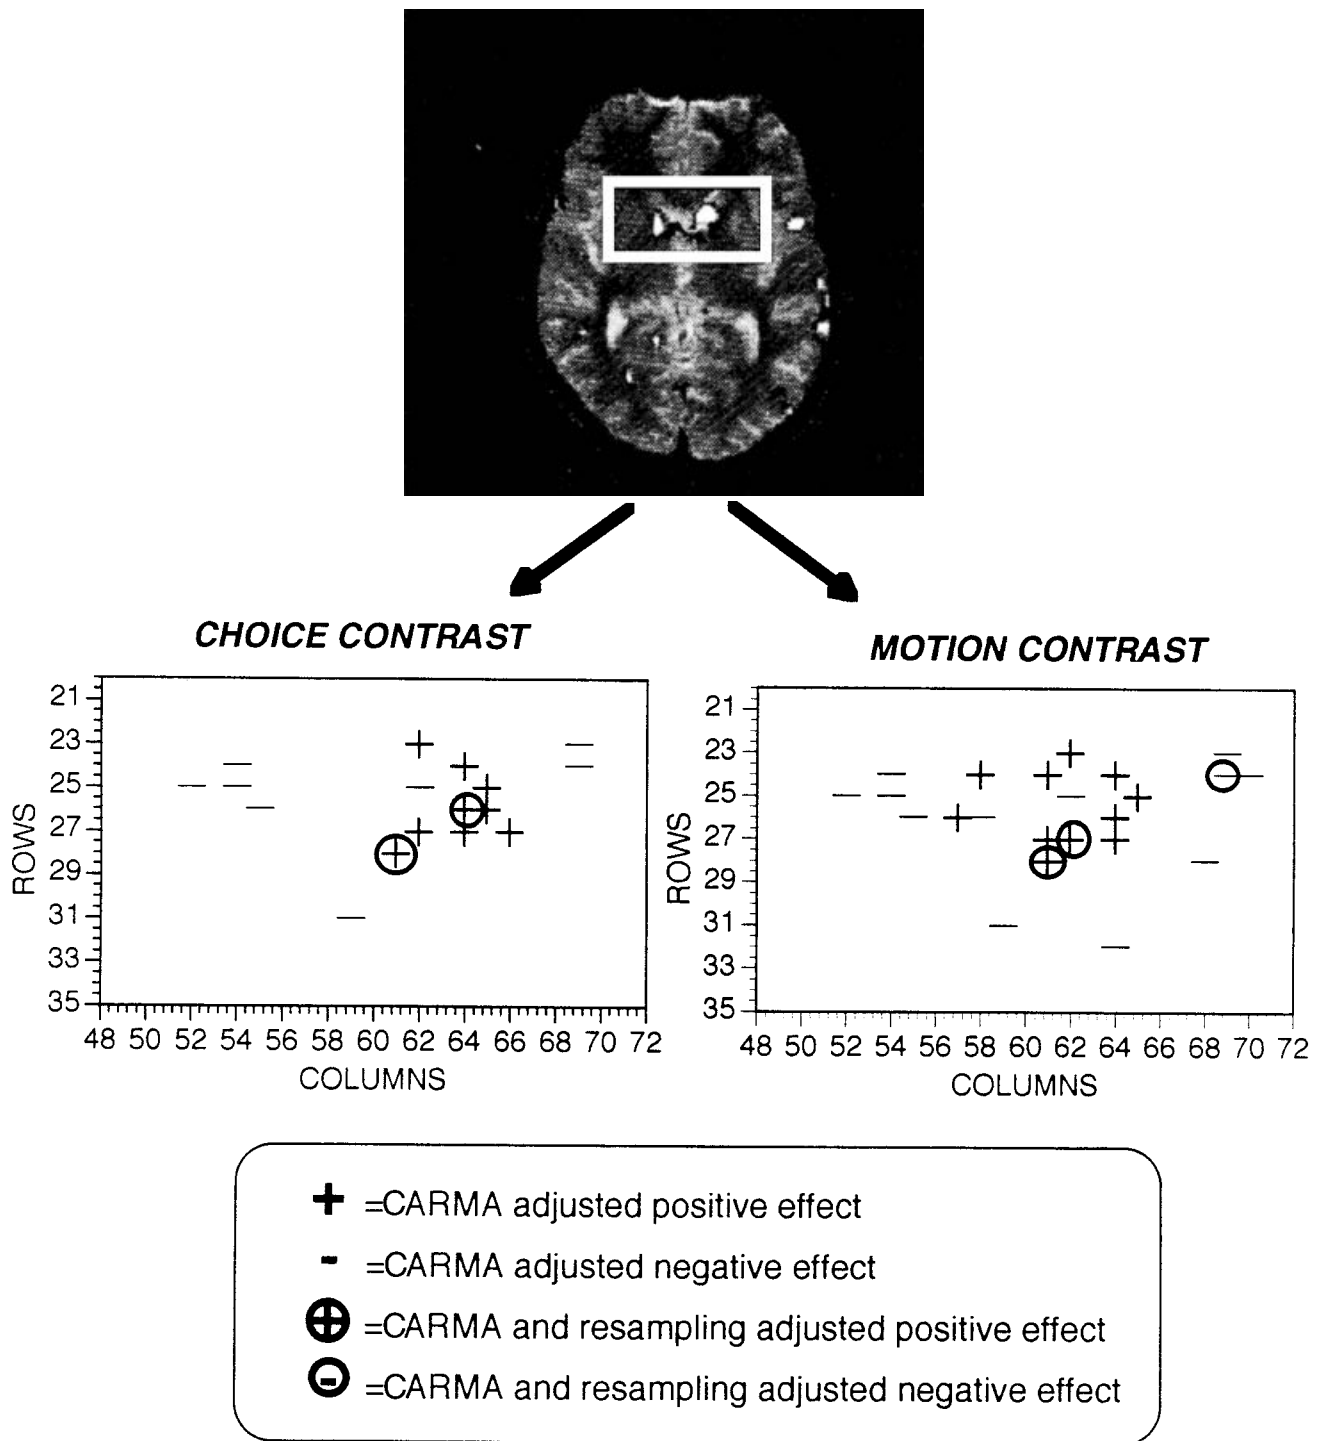 CHOICE CONTRAST
MOTION CONTRAST
21
23
25
27
29
31
33
35
ROWS
48 50 52 54 56 58 60 62 64 66 68 70 72
COLUMNS
21
23
25
27
29
31
33
35
ROWS
48 50 52 54 56 58 60 62 64 66 68 70 72
COLUMNS
+ =CARMA adjusted positive effect
- =CARMA adjusted negative effect
=CARMA and resampling adjusted positive effect
=CARMA and resampling adjusted negative effect